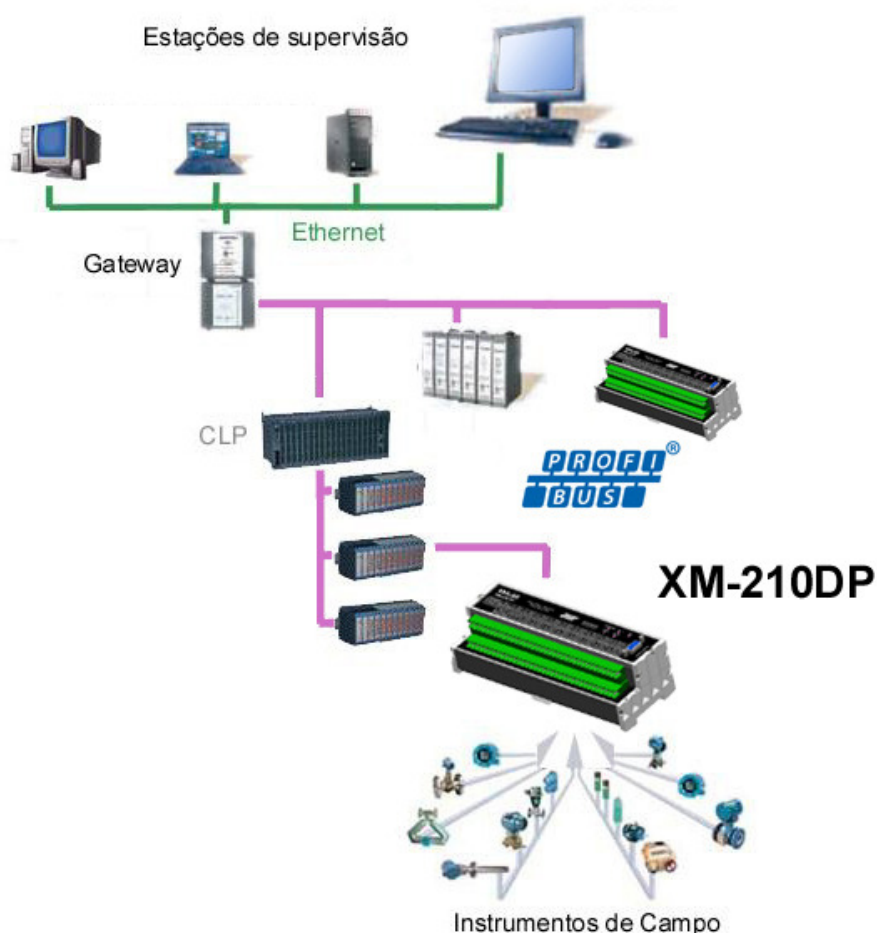 Estações de supervisão
Ethernet
Gateway
CLP
PROFI
BUS
®
XM-210DP
Instrumentos de Campo